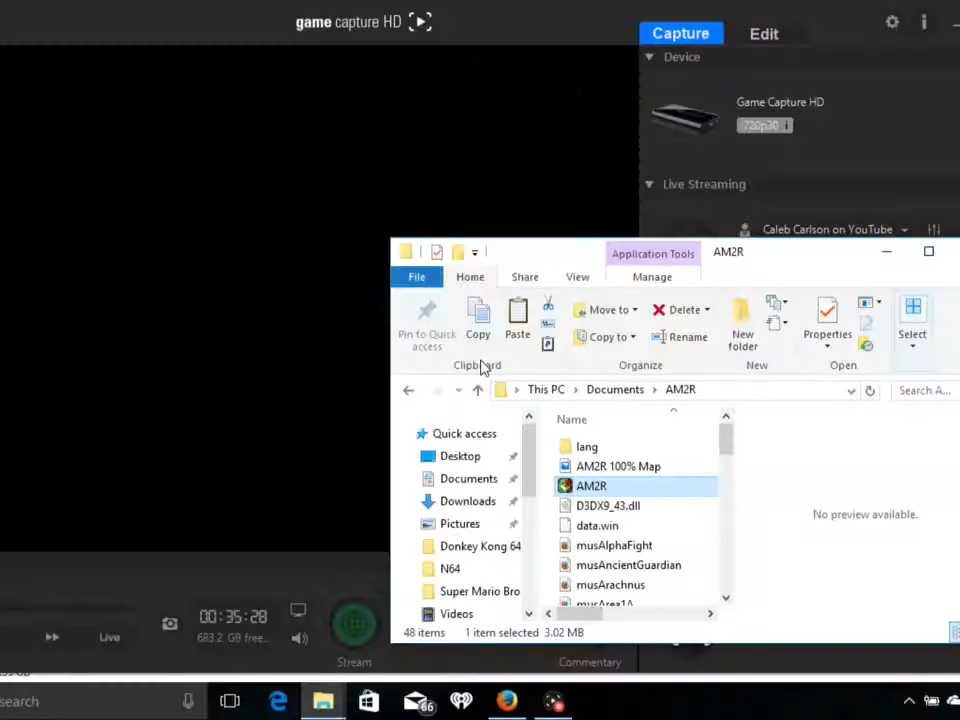 game capture HD
Capture
Edit
Device
Game Capture HD
720p30 i
Live Streaming
Caleb Carlson on YouTube
Application Tools
AM2R
File
Home
Share
View
Manage
Pin to Quick access
Copy
Paste
Move to
Copy to
Delete
Rename
New folder
Properties
Select
Clipboard
Organize
New
Open
This PC > Documents > AM2R
Search A...
Quick access
Desktop
Documents
Downloads
Pictures
Donkey Kong 64
N64
Super Mario Bro
Videos
Name
lang
AM2R 100% Map
AM2R
D3DX9_43.dll
data.win
musAlphaFight
musAncientGuardian
musArachnus
musArea1A
No preview available.
48 items
1 item selected 3.02 MB
Live
00:35:28
683.2 GB free...
Stream
Commentary
search
66